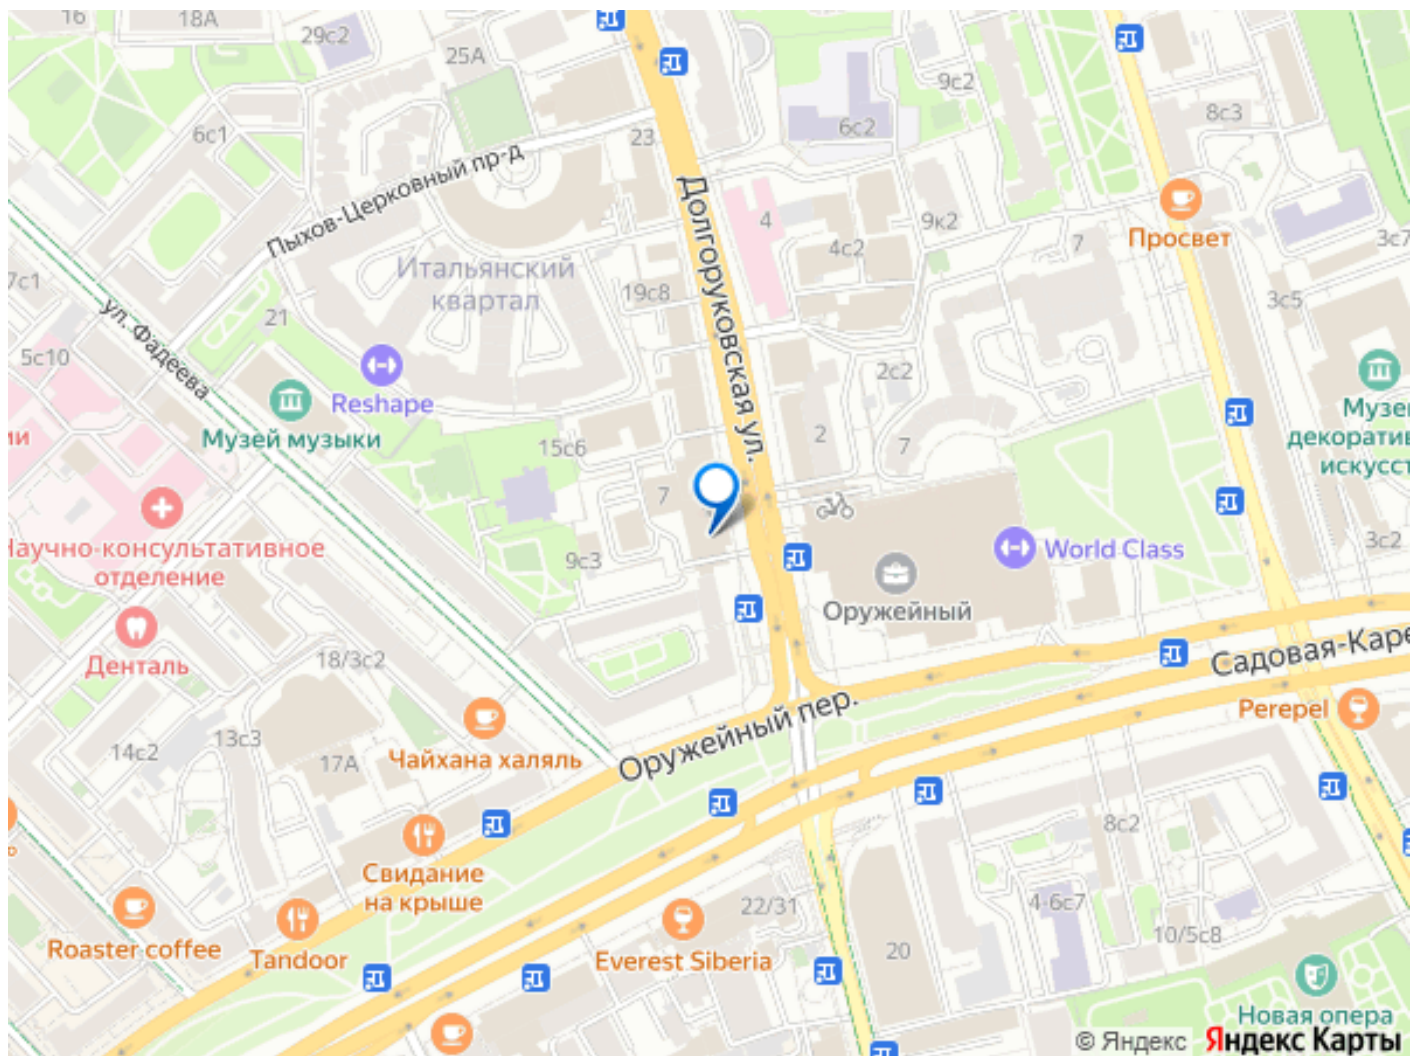 16
18А
29с2
25А
9с2
8с3
6с1
23
6с2
Пыхов-Церковный пр-д
Долгоруковская ул.
4
9к2
4с2
7
Просвет
3с7
7с1
Итальянский
квартал
19с8
3с5
21
ул. Фадеева
5с10
Reshape
2с2
Музей музыки
15с6
2
7
Музе
декоратив
искусст
ии
7
Научно-консультативное
отделение
9с3
World Class
3с2
Оружейный
Денталь
18/3с2
Садовая-Каре
Оружейный пер.
Perepel
14с2
13с3
17А
Чайхана халяль
8с2
Свидание
на крыше
22/31
4-6с7
Roaster coffee
Tandoor
Everest Siberia
20
10/5с8
Новая опера
© Яндекс Яндекс Карты